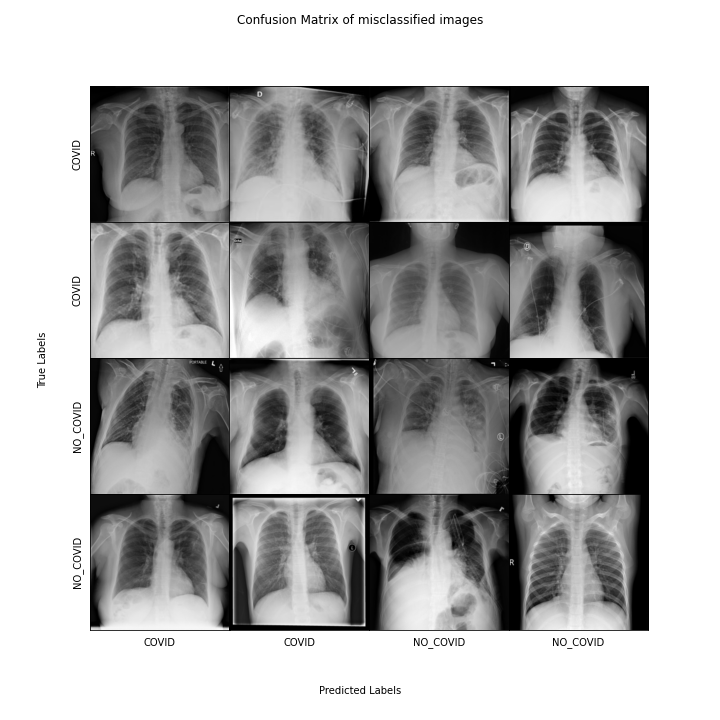 Confusion Matrix of misclassified images
D
COVID
R
COVID
True Labels
PORTABLE
L
NO_COVID
L
NO_COVID
R
COVID
COVID
NO_COVID
NO_COVID
Predicted Labels